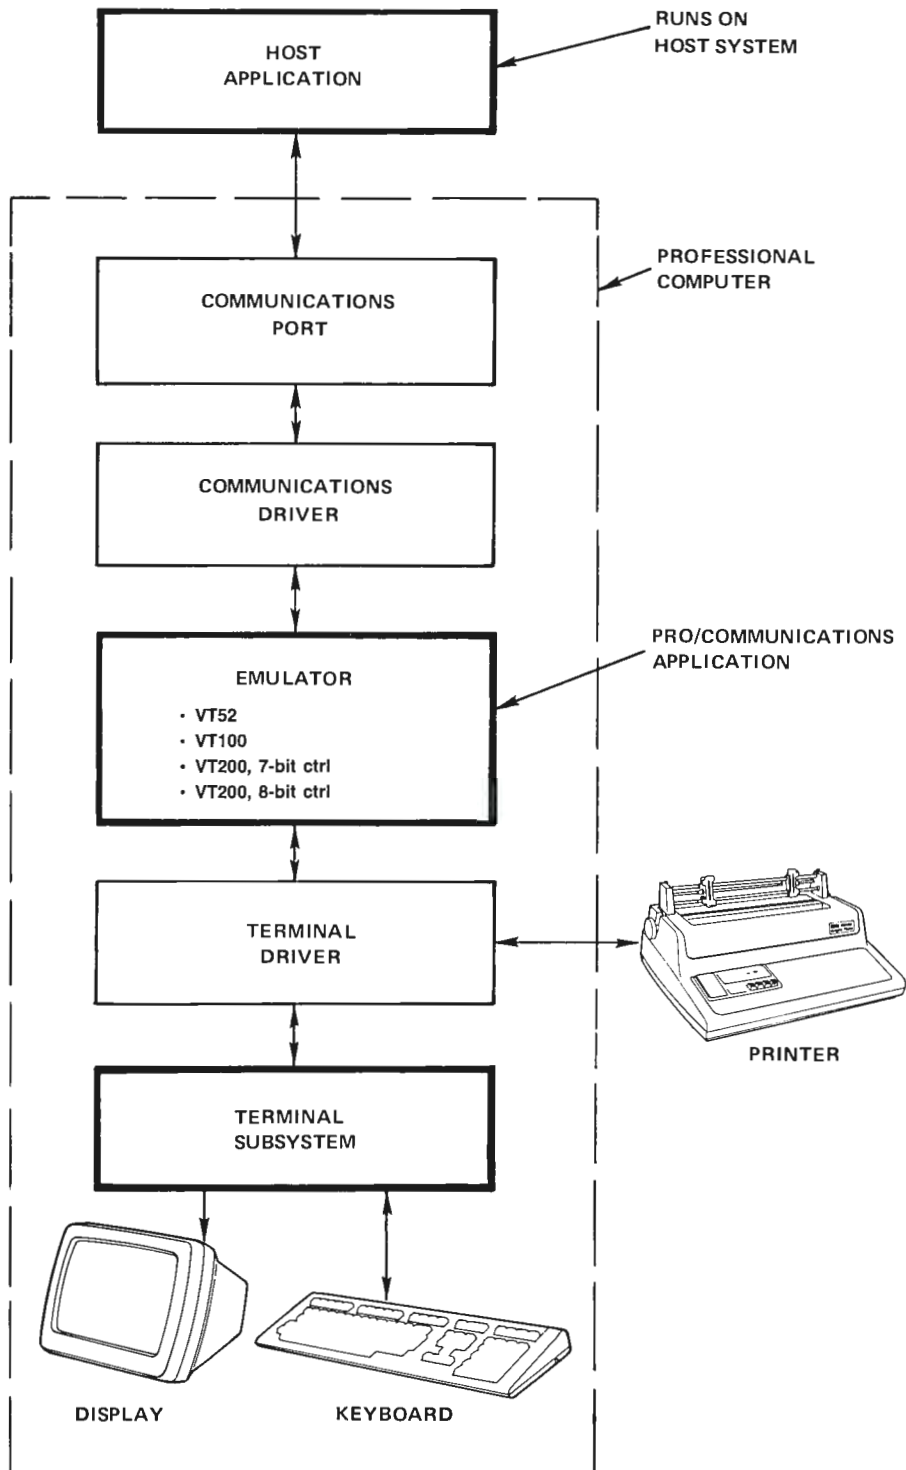 HOST
APPLICATION
RUNS ON
HOST SYSTEM
COMMUNICATIONS
PORT
PROFESSIONAL
COMPUTER
COMMUNICATIONS
DRIVER
EMULATOR
• VT52
• VT100
• VT200, 7-bit ctrl
• VT200, 8-bit ctrl
PRO/COMMUNICATIONS
APPLICATION
TERMINAL
DRIVER
PRINTER
TERMINAL
SUBSYSTEM
DISPLAY
KEYBOARD